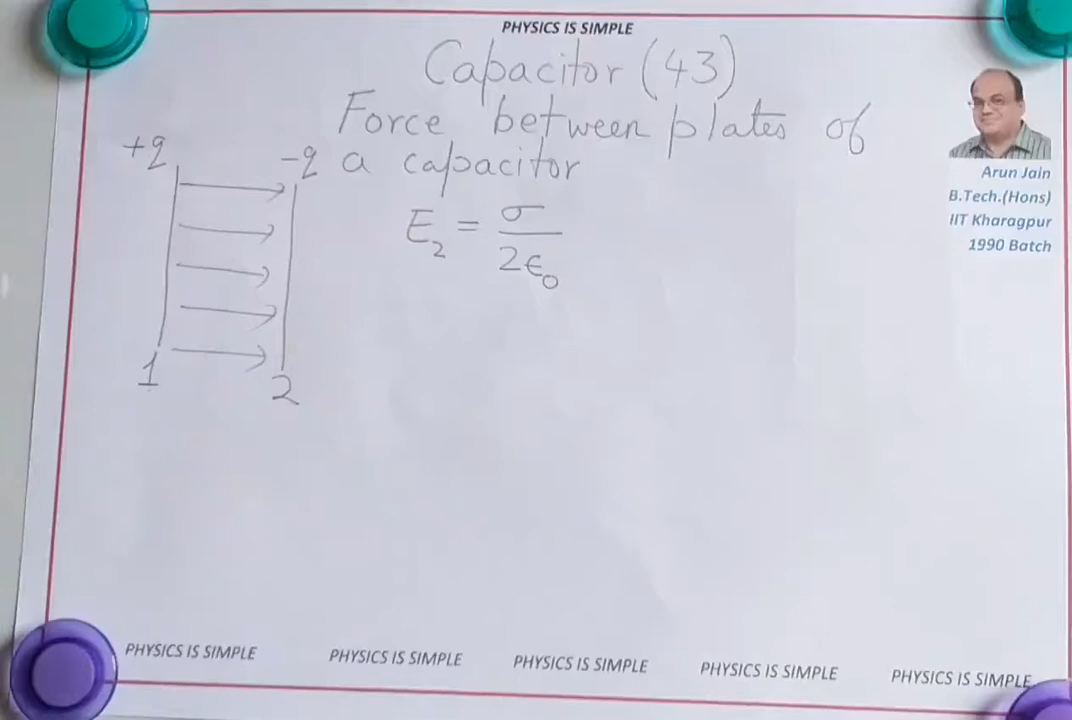 PHYSICS IS SIMPLE
Capacitor (43)
Force between plates of
a capacitor
+q
-q
E₂ = σ / 2ϵ₀
1
2
Arun Jain
B.Tech.(Hons)
IIT Kharagpur
1990 Batch
PHYSICS IS SIMPLE PHYSICS IS SIMPLE PHYSICS IS SIMPLE PHYSICS IS SIMPLE PHYSICS IS SIMPLE